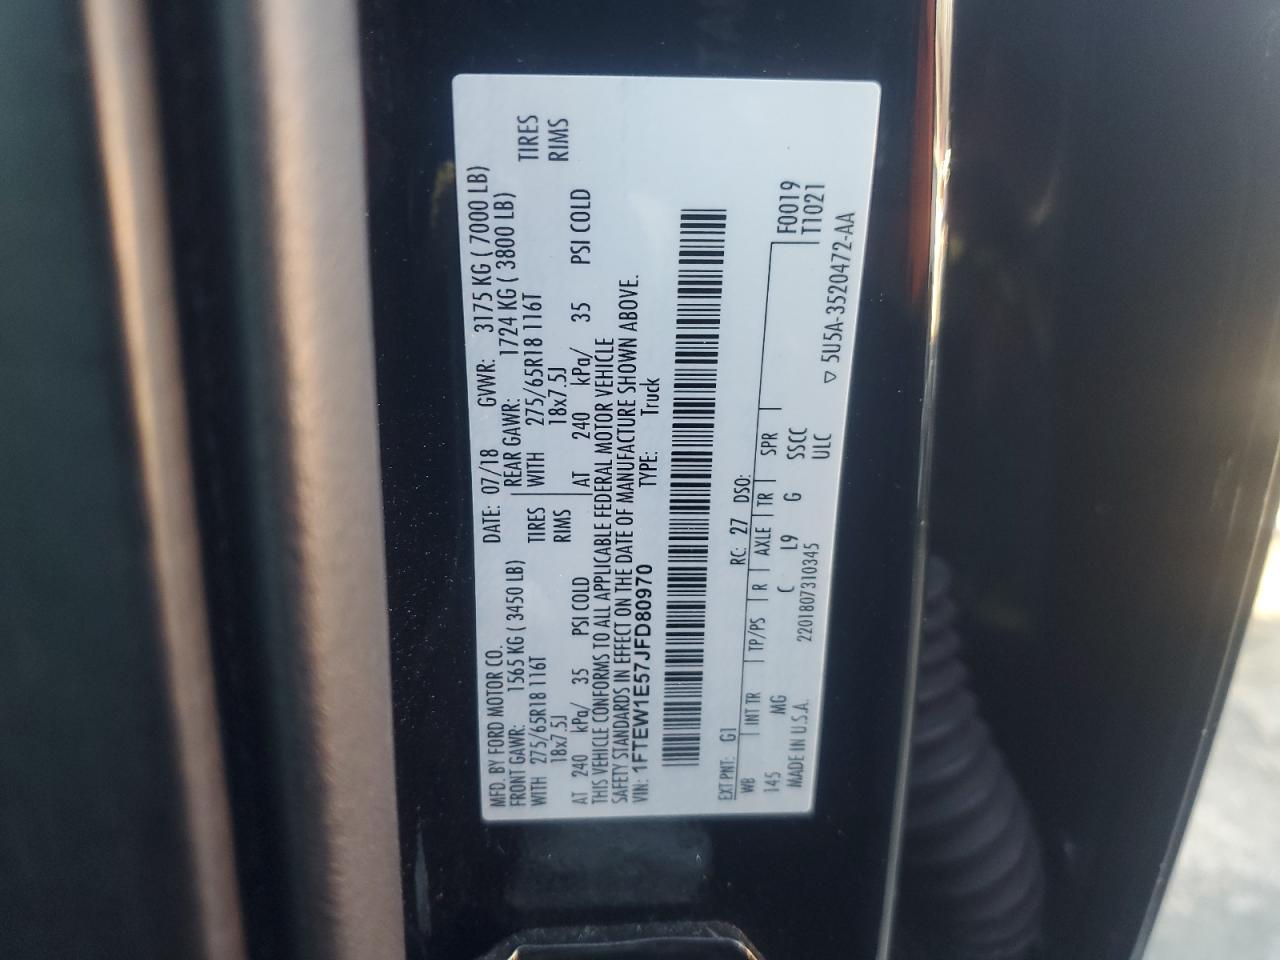 MFD. BY FORD MOTOR CO.
DATE: 07/18 GVWR: 3175 KG ( 7000 LB)
FRONT GAWR: 1565 KG ( 3450 LB)
REAR GAWR: 1724 KG ( 3800 LB)
WITH 275/65R18 116T TIRES
WITH 275/65R18 116T TIRES
18x7.5J RIMS
18x7.5J RIMS
AT 240 kPa/ 35 PSI COLD
AT 240 kPa/ 35 PSI COLD
THIS VEHICLE CONFORMS TO ALL APPLICABLE FEDERAL MOTOR VEHICLE
SAFETY STANDARDS IN EFFECT ON THE DATE OF MANUFACTURE SHOWN ABOVE.
VIN: 1FTEW1E57JFD80970 TYPE: Truck
EXT PNT: G1 RC: 27 DSO:
WB INT TR TP/PS R AXLE TR SPR F0019
145 MG C L9 G SSCC T1021
MADE IN U.S.A. 2201807310345 ULC
▽ 5U5A-3520472-AA